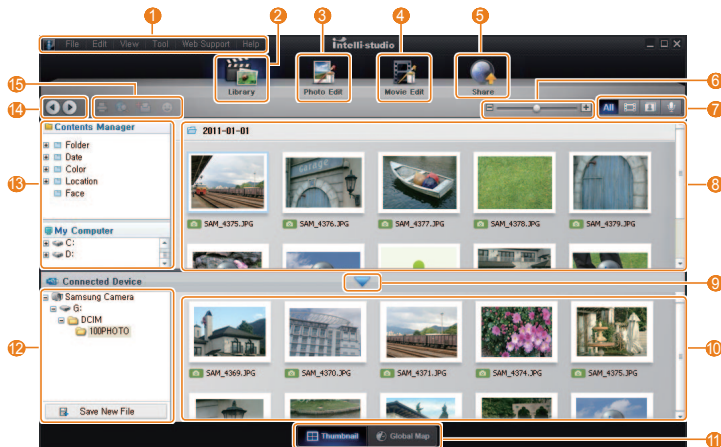 1
2
3
4
5
File Edit View Tool Web Support Help
intelli-studio
Library
Photo Edit
Movie Edit
Share
6
15
14
All
7
Contents Manager
Folder
Date
Color
Location
Face
13
2011-01-01
SAM_4375.JPG
SAM_4376.JPG
SAM_4377.JPG
SAM_4378.JPG
SAM_4379.JPG
8
garage
My Computer
C:
D:
Connected Device
9
Samsung Camera
G:
DCIM
100PHOTO
12
SAM_4369.JPG
SAM_4370.JPG
SAM_4371.JPG
SAM_4374.JPG
SAM_4375.JPG
10
Save New File
Thumbnail
Global Map
11